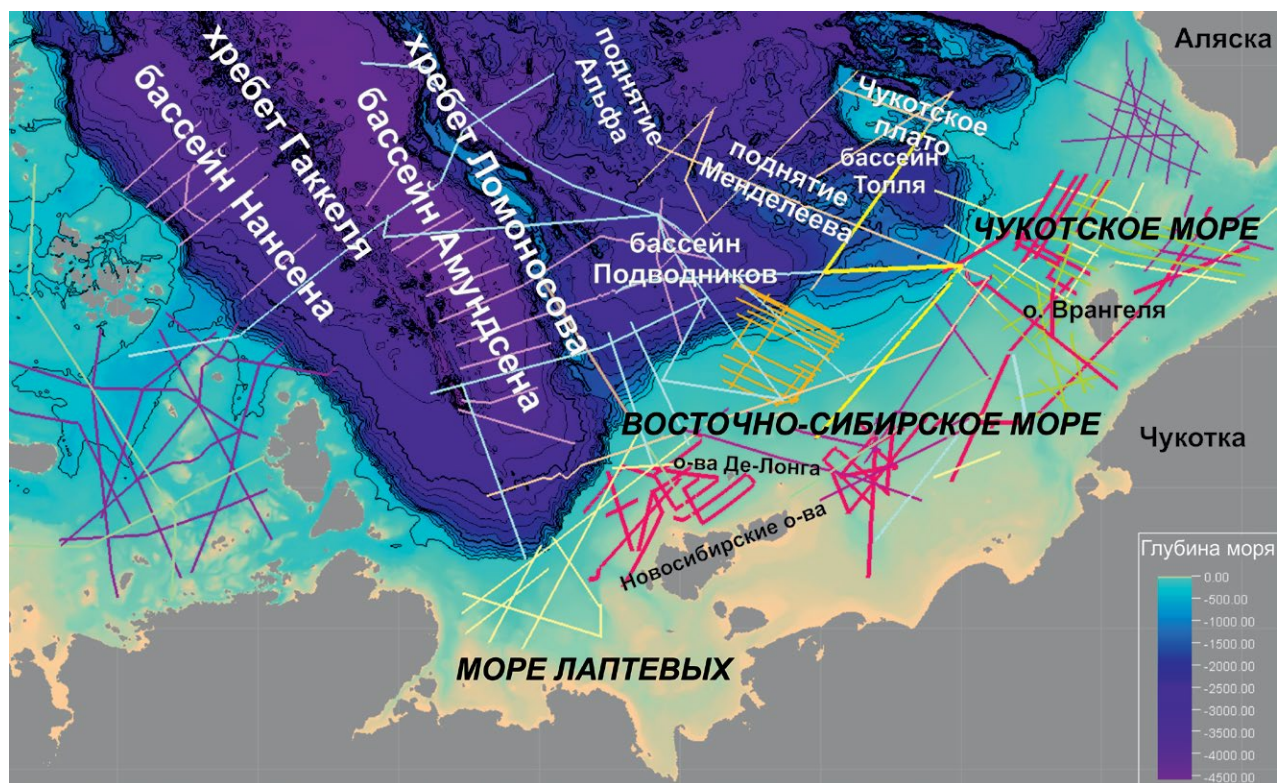 Аляска
хребет Гаккеля
хребет Ломоносова
поднятие
Альфа
бассейн Нансена
бассейн Амундсена
Чукотское
плато
поднятие
Менделеева
бассейн
Топля
ЧУКОТСКОЕ МОРЕ
бассейн
Подводников
о. Врангеля
ВОСТОЧНО-СИБИРСКОЕ МОРЕ
Чукотка
о-ва Де-Лонга
Новосибирские о-ва
МОРЕ ЛАПТЕВЫХ
Глубина моря
0.00
-500.00
-1000.00
-1500.00
-2000.00
-2500.00
-3000.00
-3500.00
-4000.00
-4500.00